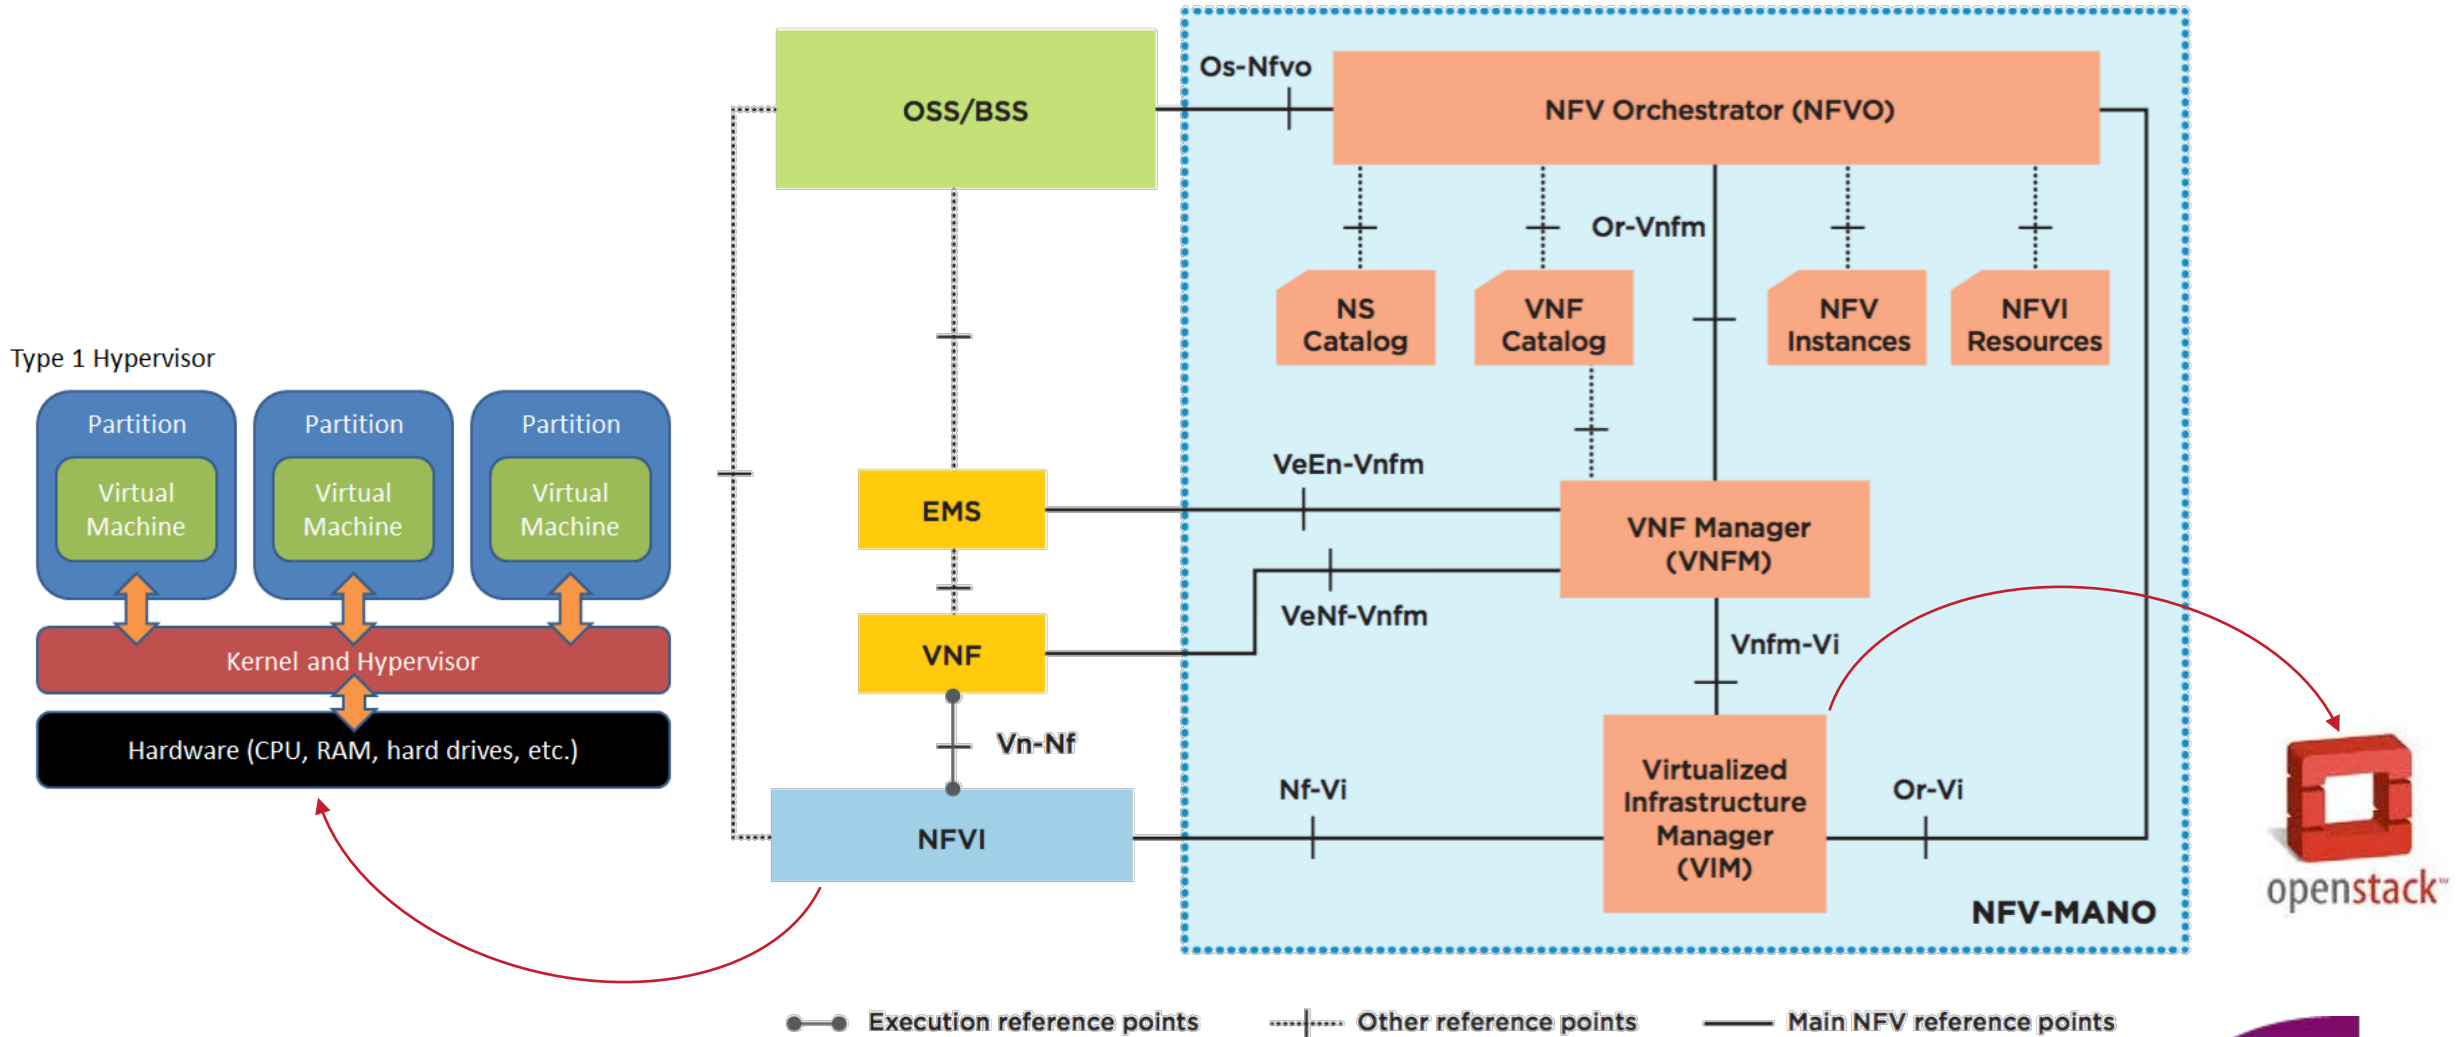 Type 1 Hypervisor
Partition
Virtual
Machine
Partition
Virtual
Machine
Partition
Virtual
Machine
Kernel and Hypervisor
Hardware (CPU, RAM, hard drives, etc.)
OSS/BSS
EMS
VNF
Vn-Nf
NFVI
Os-Nfvo
NFV Orchestrator (NFVO)
Or-Vnfm
NS
Catalog
VNF
Catalog
NFV
Instances
NFVI
Resources
VeEn-Vnfm
VNF Manager
(VNFM)
VeNf-Vnfm
Vnfm-Vi
Nf-Vi
Virtualized
Infrastructure
Manager
(VIM)
Or-Vi
NFV-MANO
openstack™
Execution reference points
Other reference points
Main NFV reference points